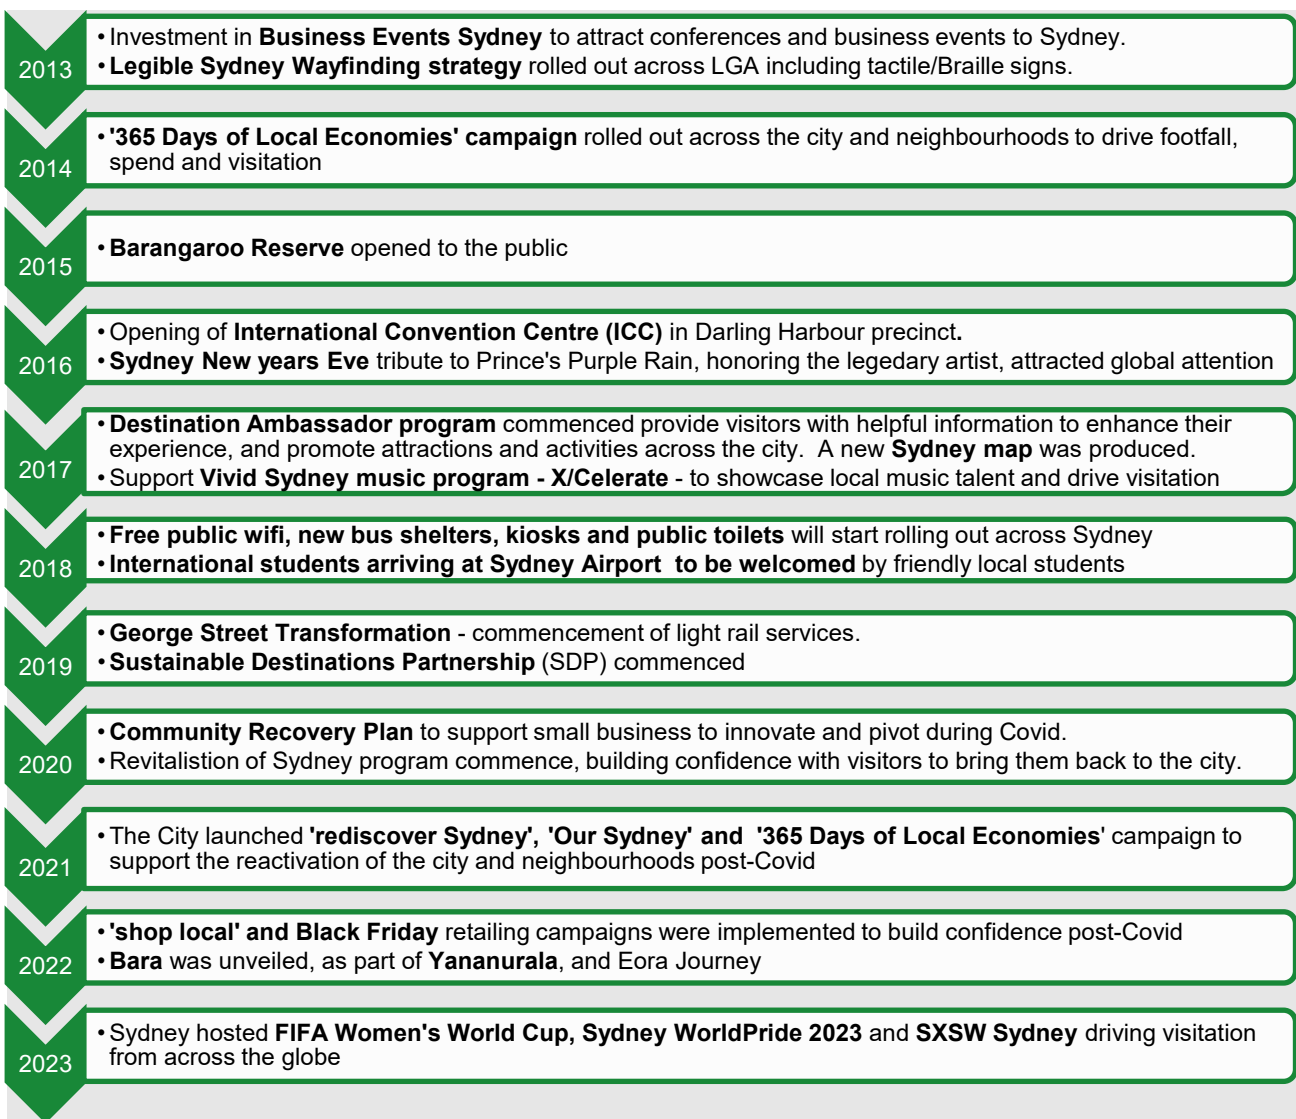 2013
• Investment in Business Events Sydney to attract conferences and business events to Sydney.
• Legible Sydney Wayfinding strategy rolled out across LGA including tactile/Braille signs.
2014
• '365 Days of Local Economies' campaign rolled out across the city and neighbourhoods to drive footfall,
spend and visitation
2015
• Barangaroo Reserve opened to the public
2016
• Opening of International Convention Centre (ICC) in Darling Harbour precinct.
• Sydney New years Eve tribute to Prince's Purple Rain, honoring the legedary artist, attracted global attention
2017
• Destination Ambassador program commenced provide visitors with helpful information to enhance their
experience, and promote attractions and activities across the city.  A new Sydney map was produced.
• Support Vivid Sydney music program - X/Celerate - to showcase local music talent and drive visitation
2018
• Free public wifi, new bus shelters, kiosks and public toilets will start rolling out across Sydney
• International students arriving at Sydney Airport  to be welcomed by friendly local students
2019
• George Street Transformation - commencement of light rail services.
• Sustainable Destinations Partnership (SDP) commenced
2020
• Community Recovery Plan to support small business to innovate and pivot during Covid.
• Revitalistion of Sydney program commence, building confidence with visitors to bring them back to the city.
2021
• The City launched 'rediscover Sydney', 'Our Sydney' and  '365 Days of Local Economies' campaign to
support the reactivation of the city and neighbourhoods post-Covid
2022
• 'shop local' and Black Friday retailing campaigns were implemented to build confidence post-Covid
• Bara was unveiled, as part of Yananurala, and Eora Journey
2023
• Sydney hosted FIFA Women's World Cup, Sydney WorldPride 2023 and SXSW Sydney driving visitation
from across the globe